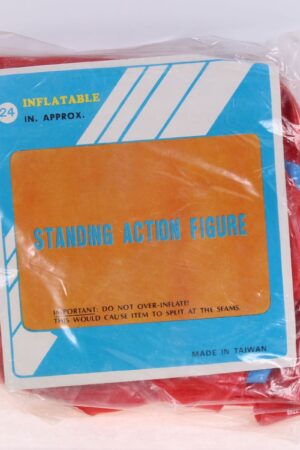 24 INFLATABLE
IN. APPROX.
STANDING ACTION FIGURE
IMPORTANT: DO NOT OVER-INFLATE!
THIS WOULD CAUSE ITEM TO SPLIT AT THE SEAMS.
MADE IN TAIWAN